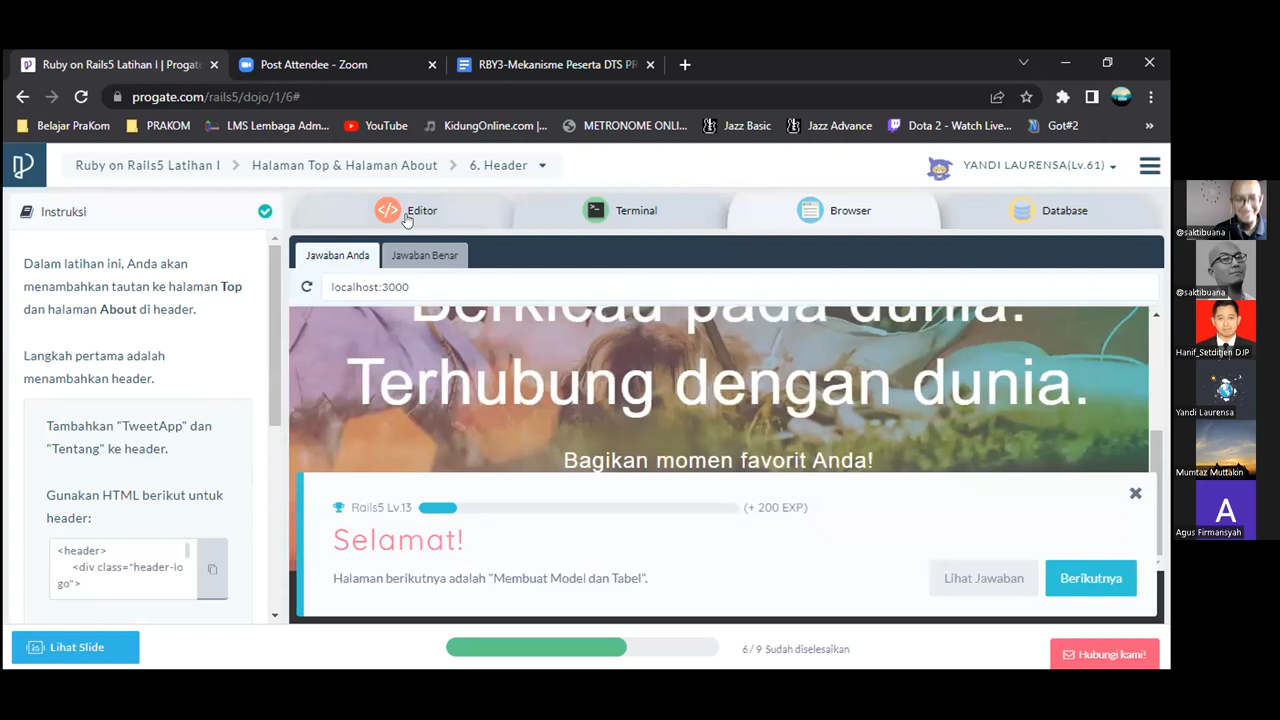 Ruby on Rails5 Latihan I | Progate
Post Attendee - Zoom
RBY3-Mekanisme Peserta DTS PR
progate.com/rails5/dojo/1/6#
Belajar PraKom
PRAKOM
LMS Lembaga Adm...
YouTube
KidungOnline.com |...
METRONOME ONLI...
Jazz Basic
Jazz Advance
Dota 2 - Watch Live...
Got#2
»
Ruby on Rails5 Latihan I
Halaman Top & Halaman About
6. Header
YANDI LAURENSA(Lv.61)
Instruksi
Editor
Terminal
Browser
Database
Dalam latihan ini, Anda akan
menambahkan tautan ke halaman Top
dan halaman About di header.
Langkah pertama adalah
menambahkan header.
Tambahkan "TweetApp" dan
"Tentang" ke header.
Gunakan HTML berikut untuk
header:
<header>
<div class="header-lo
go">
Jawaban Anda
Jawaban Benar
localhost:3000
Berkicau pada dunia.
Terhubung dengan dunia.
Bagikan momen favorit Anda!
Rails5 Lv.13
(+ 200 EXP)
Selamat!
Halaman berikutnya adalah "Membuat Model dan Tabel".
Lihat Jawaban
Berikutnya
Lihat Slide
6 / 9 Sudah diselesaikan
Hubungi kami!
@saktibuana
@saktibuana
Hanif_Setditjen DJP
Yandi Laurensa
Mumtaz Muttakin
A
Agus Firmansyah